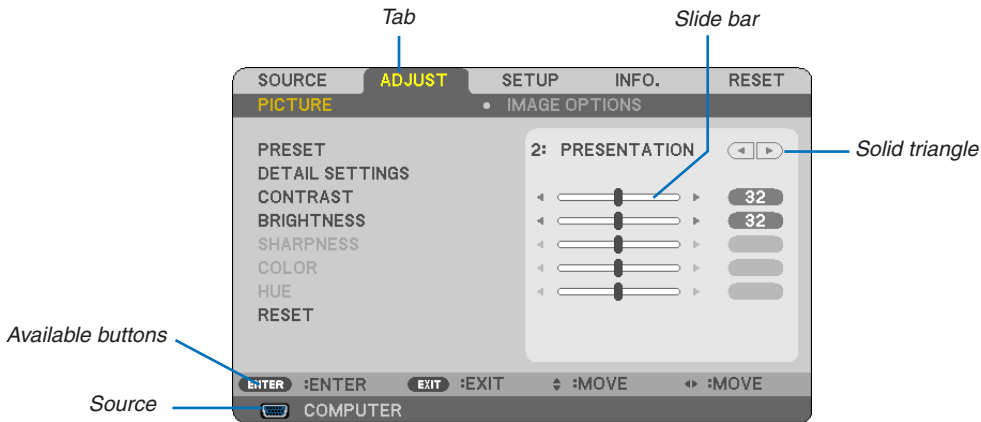 Tab
Slide bar
SOURCE ADJUST SETUP INFO. RESET
PICTURE • IMAGE OPTIONS
PRESET 2: PRESENTATION
Solid triangle
DETAIL SETTINGS
CONTRAST 32
BRIGHTNESS 32
SHARPNESS
COLOR
HUE
RESET
Available buttons
ENTER :ENTER EXIT :EXIT :MOVE :MOVE
Source
COMPUTER